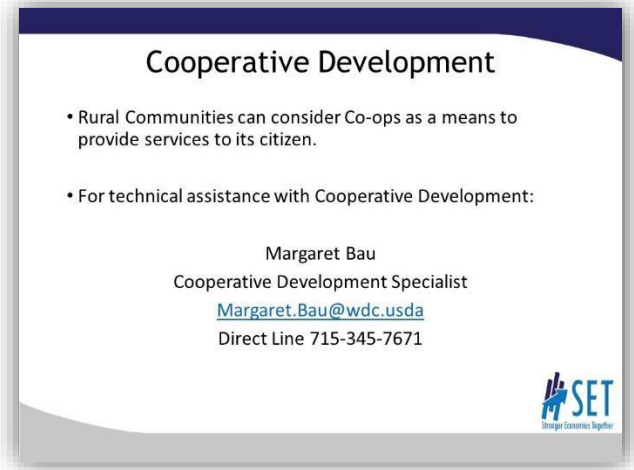 Cooperative Development
• Rural Communities can consider Co-ops as a means to
provide services to its citizen.
• For technical assistance with Cooperative Development:
Margaret Bau
Cooperative Development Specialist
Margaret.Bau@wdc.usda
Direct Line 715-345-7671
SET
Stronger Economies Together